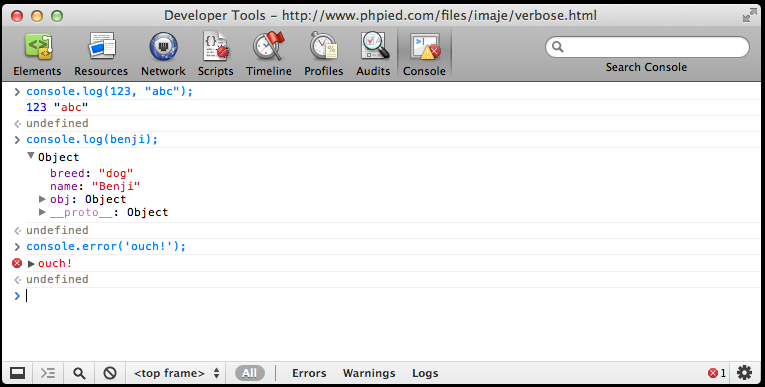 Developer Tools - http://www.phpied.com/files/imaje/verbose.html
Elements Resources Network Scripts Timeline Profiles Audits Console Search Console
> console.log(123, "abc");
123 "abc"
undefined
> console.log(benji);
Object
breed: "dog"
name: "Benji"
obj: Object
__proto__: Object
undefined
> console.error('ouch!');
ouch!
undefined
>
<top frame> All Errors Warnings Logs 1